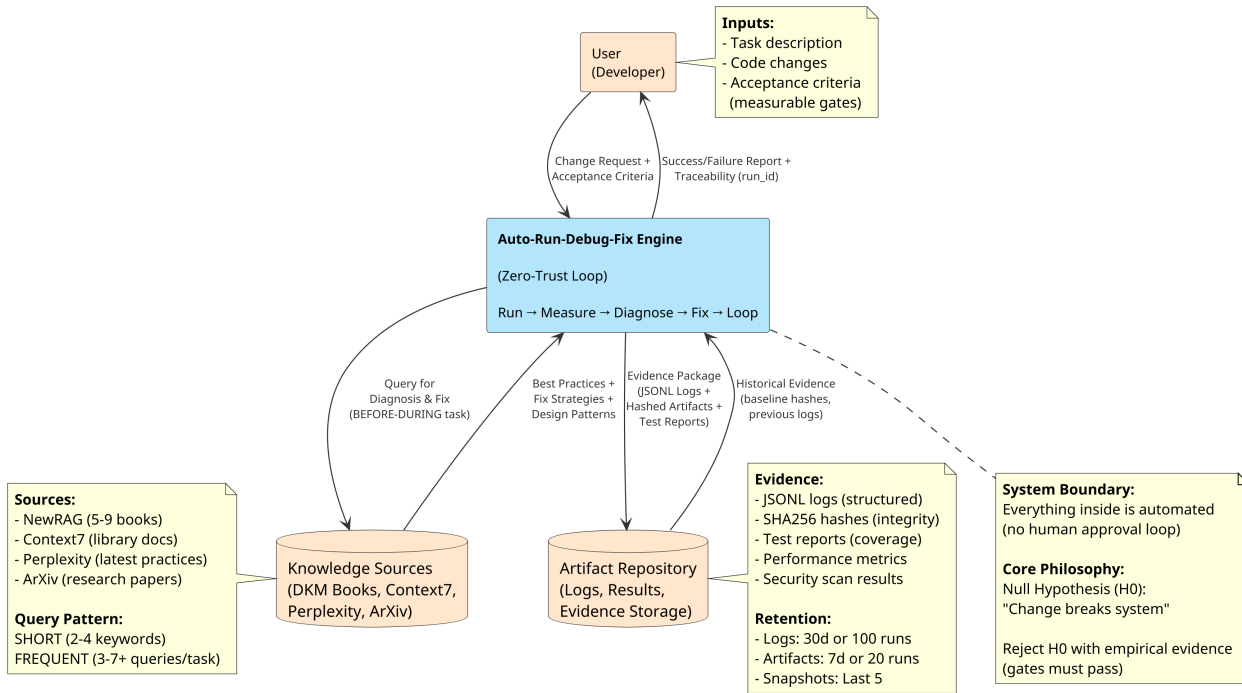 Inputs:
- Task description
- Code changes
- Acceptance criteria
(measurable gates)
User
(Developer)
Change Request +
Acceptance Criteria
Success/Failure Report +
Traceability (run_id)
Auto-Run-Debug-Fix Engine
(Zero-Trust Loop)
Run → Measure → Diagnose → Fix → Loop
Query for
Diagnosis & Fix
(BEFORE-DURING task)
Best Practices +
Fix Strategies +
Design Patterns
Evidence Package
(JSONL Logs +
Hashed Artifacts +
Test Reports)
Historical Evidence
(baseline hashes,
previous logs)
Sources:
- NewRAG (5-9 books)
- Context7 (library docs)
- Perplexity (latest practices)
- ArXiv (research papers)
Query Pattern:
SHORT (2-4 keywords)
FREQUENT (3-7+ queries/task)
Knowledge Sources
(DKM Books, Context7,
Perplexity, ArXiv)
Artifact Repository
(Logs, Results,
Evidence Storage)
Evidence:
- JSONL logs (structured)
- SHA256 hashes (integrity)
- Test reports (coverage)
- Performance metrics
- Security scan results
Retention:
- Logs: 30d or 100 runs
- Artifacts: 7d or 20 runs
- Snapshots: Last 5
System Boundary:
Everything inside is automated
(no human approval loop)
Core Philosophy:
Null Hypothesis (H0):
"Change breaks system"
Reject H0 with empirical evidence
(gates must pass)